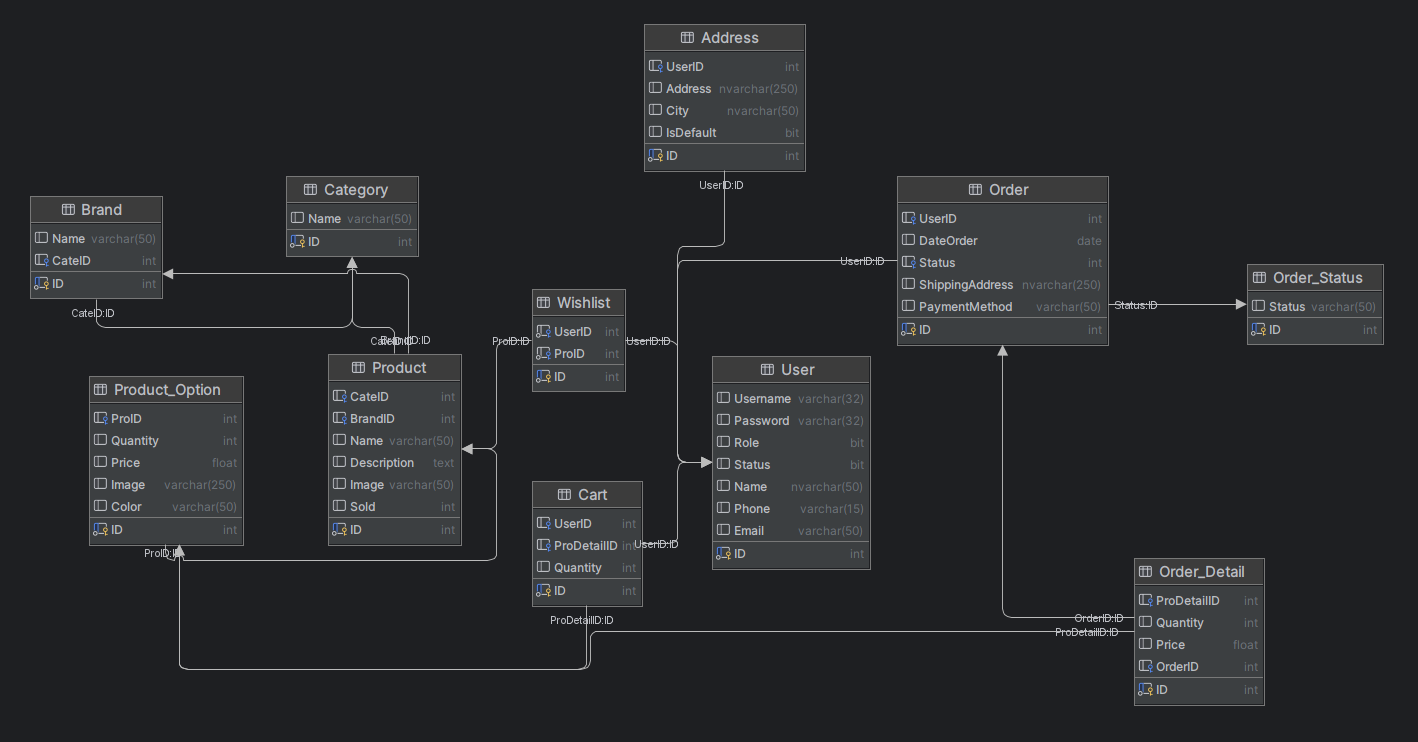 Address
UserID int
Address nvarchar(250)
City nvarchar(50)
IsDefault bit
ID int
UserID:ID
Category
Name varchar(50)
ID int
Brand
Name varchar(50)
CateID int
ID int
CateID:ID
Order
UserID int
DateOrder date
Status int
ShippingAddress nvarchar(250)
PaymentMethod varchar(50)
ID int
UserID:ID
Status:ID
Order_Status
Status varchar(50)
ID int
Wishlist
UserID int
ProID int
ID int
ProID:ID
UserID:ID
Product
CateID int
BrandID int
Name varchar(50)
Description text
Image varchar(50)
Sold int
ID int
CateID:ID
BrandID:ID
Product_Option
ProID int
Quantity int
Price float
Image varchar(250)
Color varchar(50)
ID int
ProID:ID
User
Username varchar(32)
Password varchar(32)
Role bit
Status bit
Name nvarchar(50)
Phone varchar(15)
Email varchar(50)
ID int
Cart
UserID int
ProDetailID int
Quantity int
ID int
UserID:ID
ProDetailID:ID
Order_Detail
ProDetailID int
Quantity int
Price float
OrderID int
ID int
OrderID:ID
ProDetailID:ID